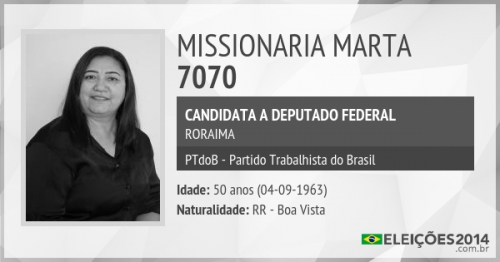 MISSIONARIA MARTA
7070
CANDIDATA A DEPUTADO FEDERAL
RORAIMA
PTdoB - Partido Trabalhista do Brasil
Idade: 50 anos (04-09-1963)
Naturalidade: RR - Boa Vista
ELEIÇÕES2014
.com.br